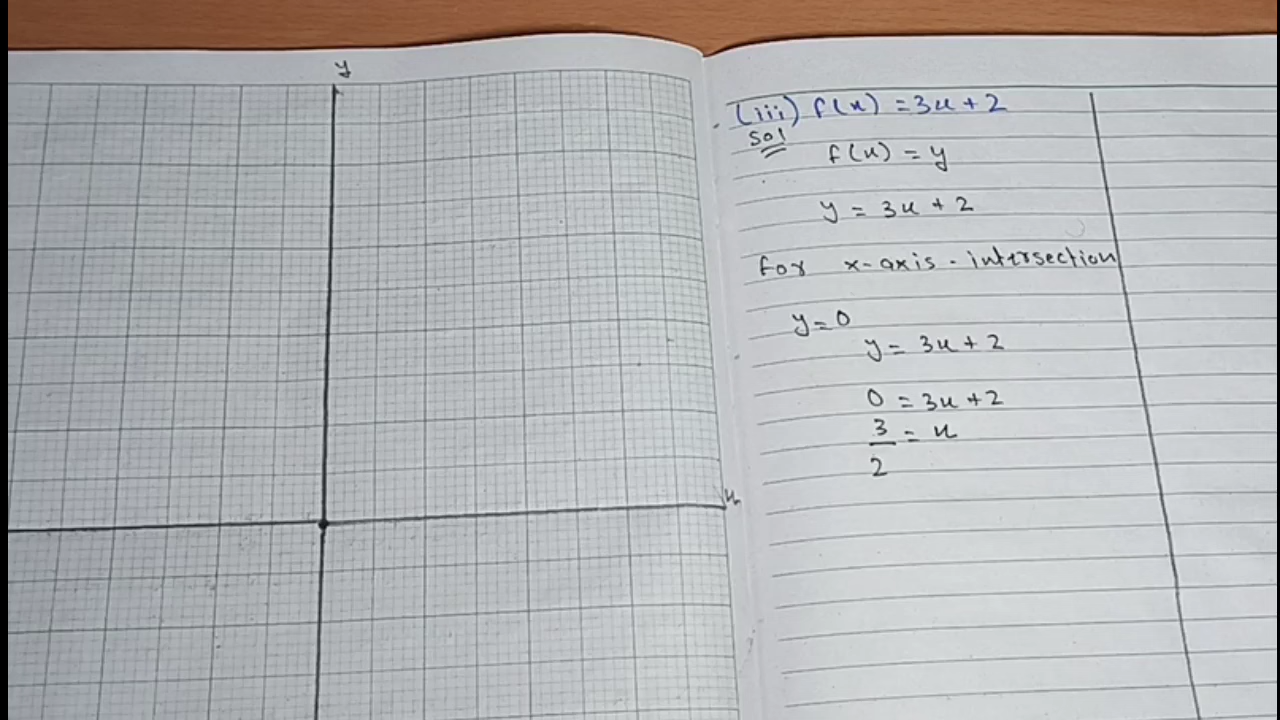 y
x
(iii) f(x) = 3x + 2
Sol
f(x) = y
y = 3x + 2
for x-axis - intersection
y = 0
y = 3x + 2
0 = 3x + 2
3/2 = x